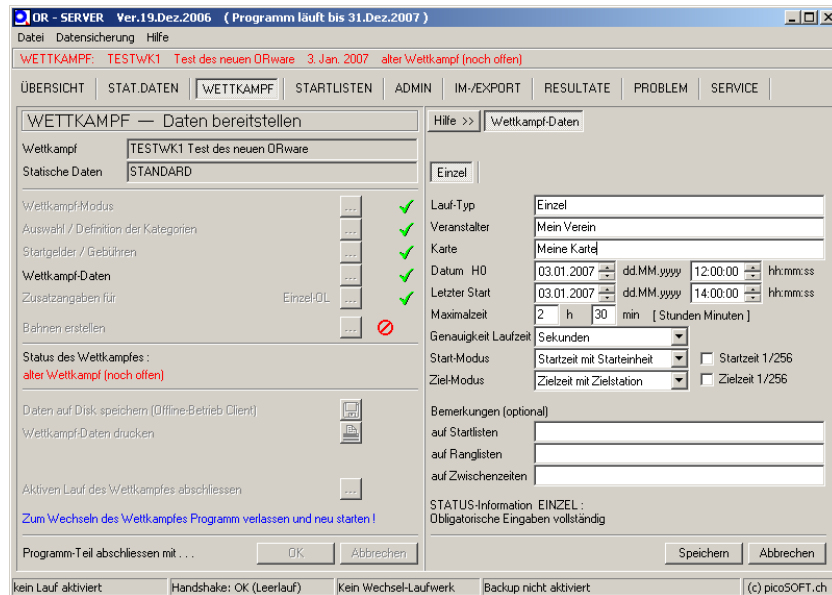 OR - SERVER Ver.19.Dez.2006 ( Programm läuft bis 31.Dez.2007 )
Datei Datensicherung Hilfe
WETTKAMPF: TESTWK1 Test des neuen ORware 3. Jan. 2007 alter Wettkampf (noch offen)
ÜBERSICHT STAT.DATEN WETTKAMPF STARTLISTEN ADMIN IM-/EXPORT RESULTATE PROBLEM SERVICE
WETTKAMPF — Daten bereitstellen
Wettkampf TESTWK1 Test des neuen ORware
Statische Daten STANDARD
Wettkampf-Modus ...
Auswahl / Definition der Kategorien ...
Startgelder / Gebühren ...
Wettkampf-Daten ...
Zusatzangaben für Einzel-OL ...
Bahnen erstellen ...
Status des Wettkampfes :
alter Wettkampf (noch offen)
Daten auf Disk speichern (Offline-Betrieb Client)
Wettkampf-Daten drucken
Aktiven Lauf des Wettkampfes abschliessen ...
Zum Wechseln des Wettkampfes Programm verlassen und neu starten !
Programm-Teil abschliessen mit . . . OK Abbrechen
Hilfe >> Wettkampf-Daten
Einzel
Lauf-Typ Einzel
Veranstalter Mein Verein
Karte Meine Karte
Datum H0 03.01.2007 dd.MM.yyyy 12:00:00 hh:mm:ss
Letzter Start 03.01.2007 dd.MM.yyyy 14:00:00 hh:mm:ss
Maximalzeit 2 h 30 min [ Stunden Minuten ]
Genauigkeit Laufzeit Sekunden
Start-Modus Startzeit mit Starteinheit Startzeit 1/256
Ziel-Modus Zielzeit mit Zielstation Zielzeit 1/256
Bemerkungen (optional)
auf Startlisten
auf Ranglisten
auf Zwischenzeiten
STATUS-Information EINZEL :
Obligatorische Eingaben vollständig
Speichern Abbrechen
kein Lauf aktiviert Handshake: OK (Leerlauf) Kein Wechsel-Laufwerk Backup nicht aktiviert (c) picoSOFT.ch